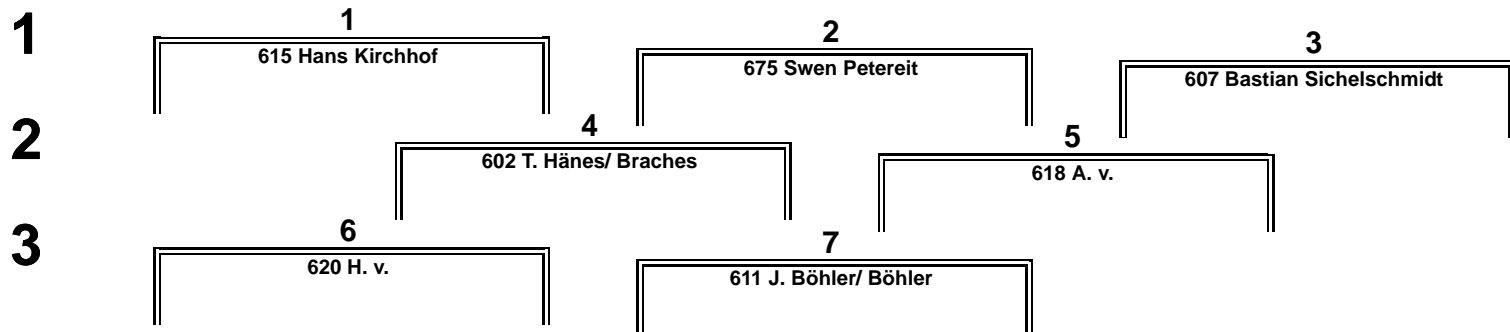 1
1
615 Hans Kirchhof
2
675 Swen Petereit
3
607 Bastian Sichelschmidt
2
4
602 T. Hänes/ Braches
5
618 A. v.
3
6
620 H. v.
7
611 J. Böhler/ Böhler